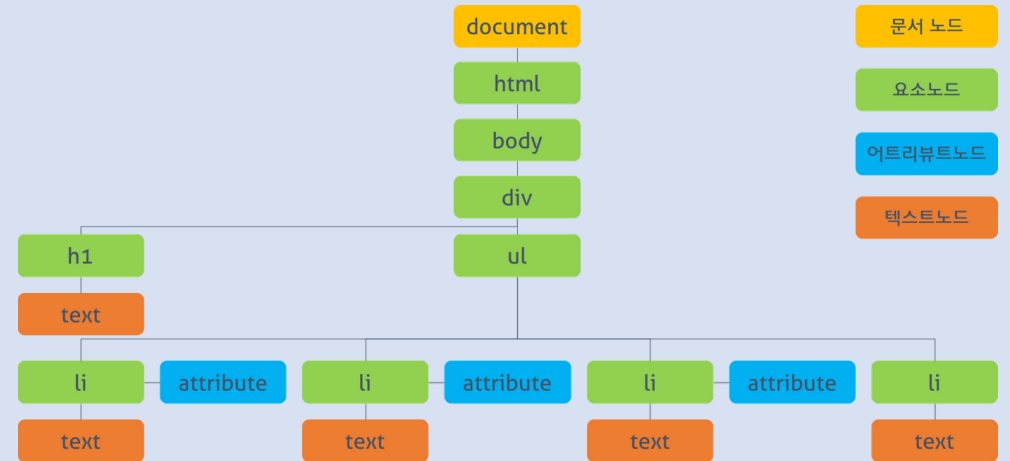 document
문서 노드
html
요소노드
body
어트리뷰트노드
div
텍스트노드
h1
ul
text
li
attribute
li
attribute
li
attribute
li
text
text
text
text